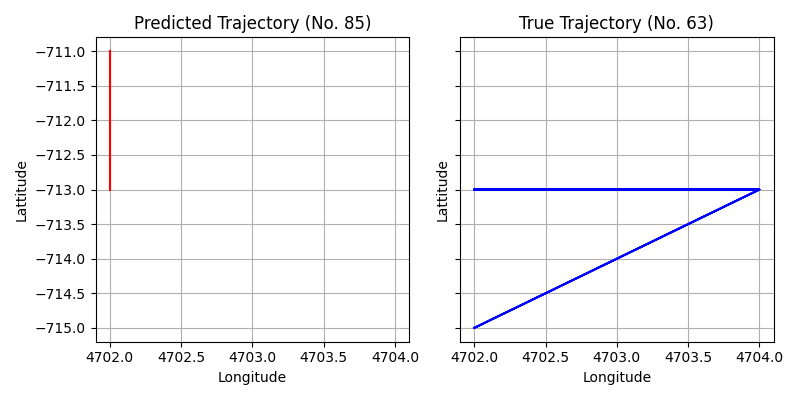 Predicted Trajectory (No. 85)
True Trajectory (No. 63)
−711.0
−711.5
−712.0
−712.5
−713.0
−713.5
−714.0
−714.5
−715.0
Lattitude
Lattitude
4702.0 4702.5 4703.0 4703.5 4704.0
4702.0 4702.5 4703.0 4703.5 4704.0
Longitude
Longitude